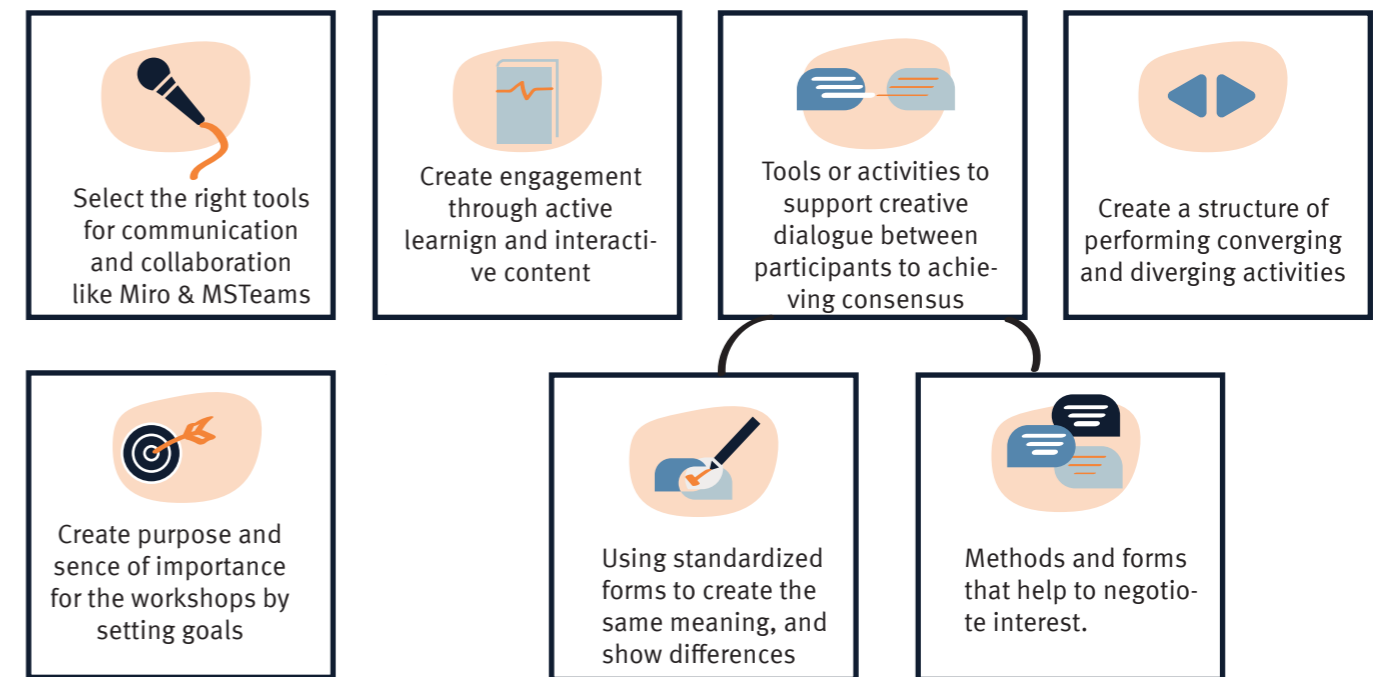 Select the right tools
for communication
and collaboration
like Miro & MSTeams
Create engagement
through active
learnign and interacti-
ve content
Tools or activities to
support creative
dialogue between
participants to achie-
ving consensus
Create a structure of
performing converging
and diverging activities
Create purpose and
sence of importance
for the workshops by
setting goals
Using standardized
forms to create the
same meaning, and
show differences
Methods and forms
that help to negotio-
te interest.